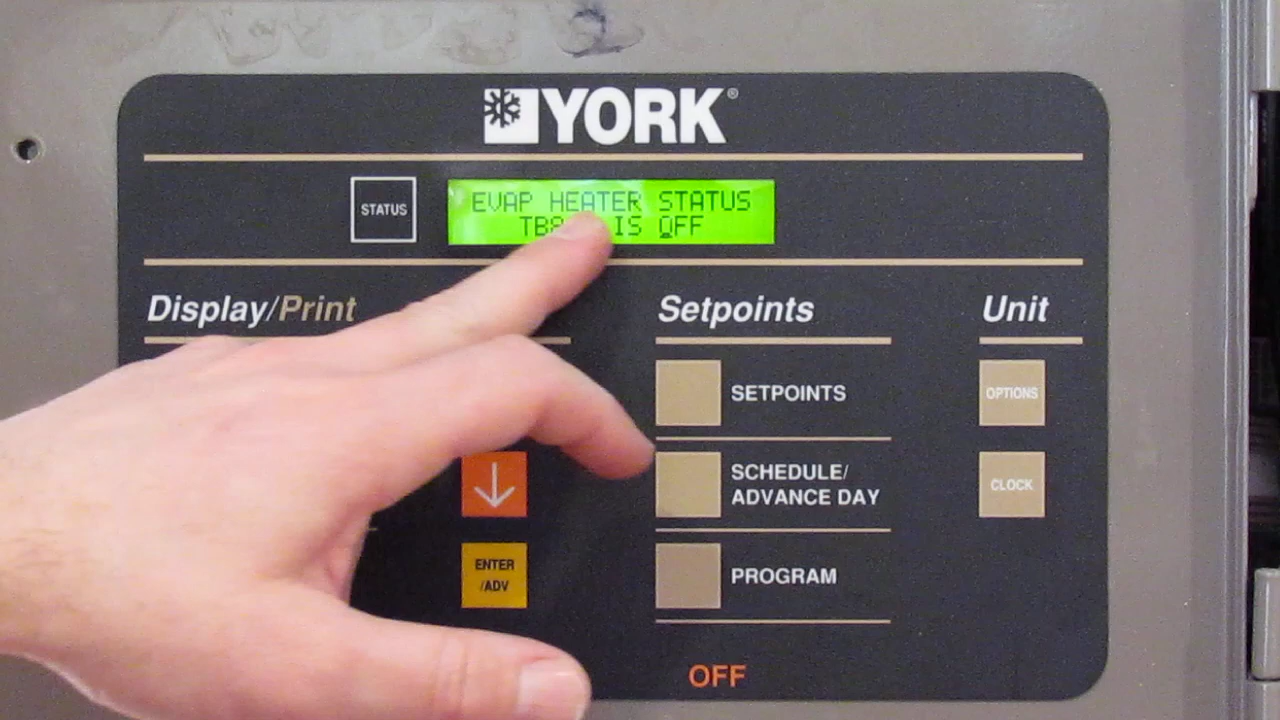 YORK®
STATUS
EVAP HEATER STATUS
IS OFF
Display/Print
Setpoints
Unit
SETPOINTS
OPTIONS
SCHEDULE/
ADVANCE DAY
CLOCK
ENTER
/ADV
PROGRAM
OFF